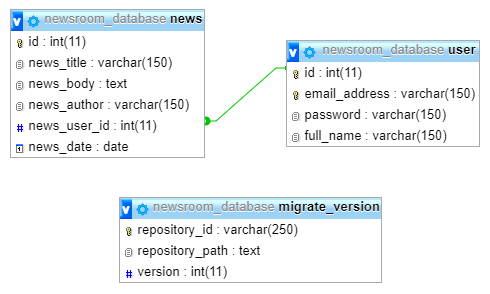 newsroom_database news
id : int(11)
news_title : varchar(150)
news_body : text
news_author : varchar(150)
# news_user_id : int(11)
news_date : date
newsroom_database user
id : int(11)
email_address : varchar(150)
password : varchar(150)
full_name : varchar(150)
newsroom_database migrate_version
repository_id : varchar(250)
repository_path : text
# version : int(11)